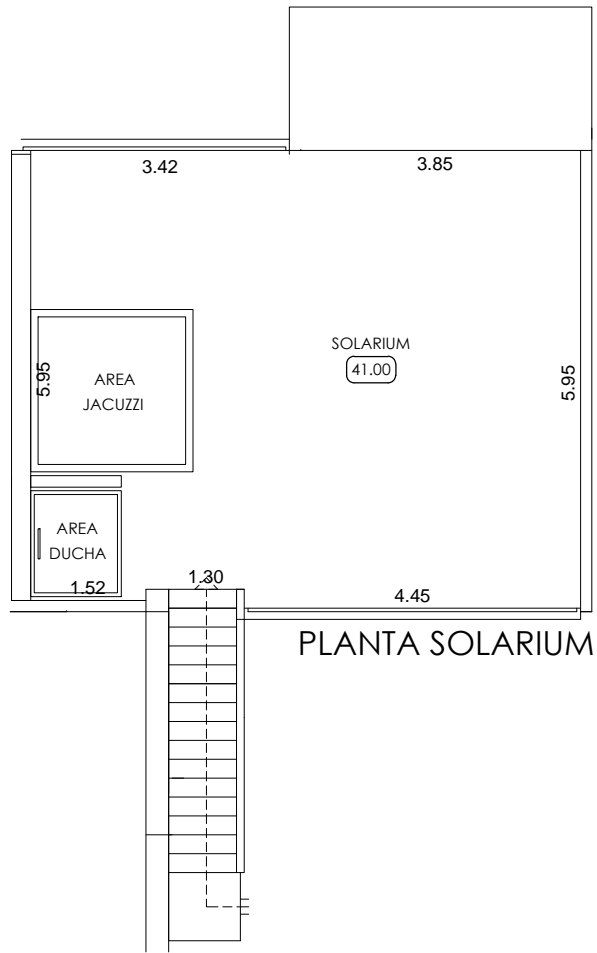 3.42
3.85
SOLARIUM
41.00
5.95
AREA
JACUZZI
5.95
AREA
DUCHA
1.52
1.30
4.45
PLANTA SOLARIUM